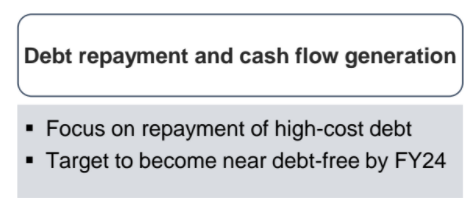 Debt repayment and cash flow generation
▪ Focus on repayment of high-cost debt
▪ Target to become near debt-free by FY24